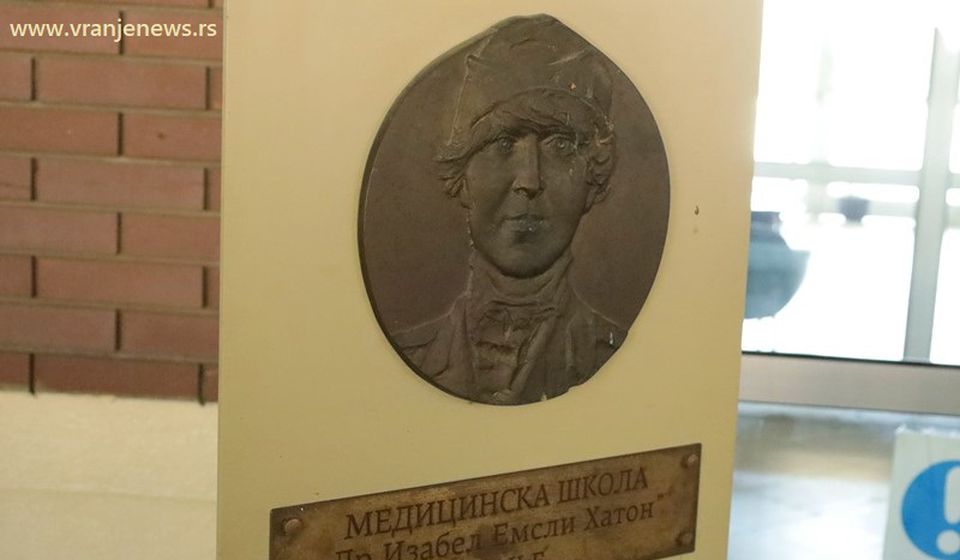 www.vranjenews.rs
МЕДИЦИНСКА ШКОЛА
Др Изабел Емсли Хатон"